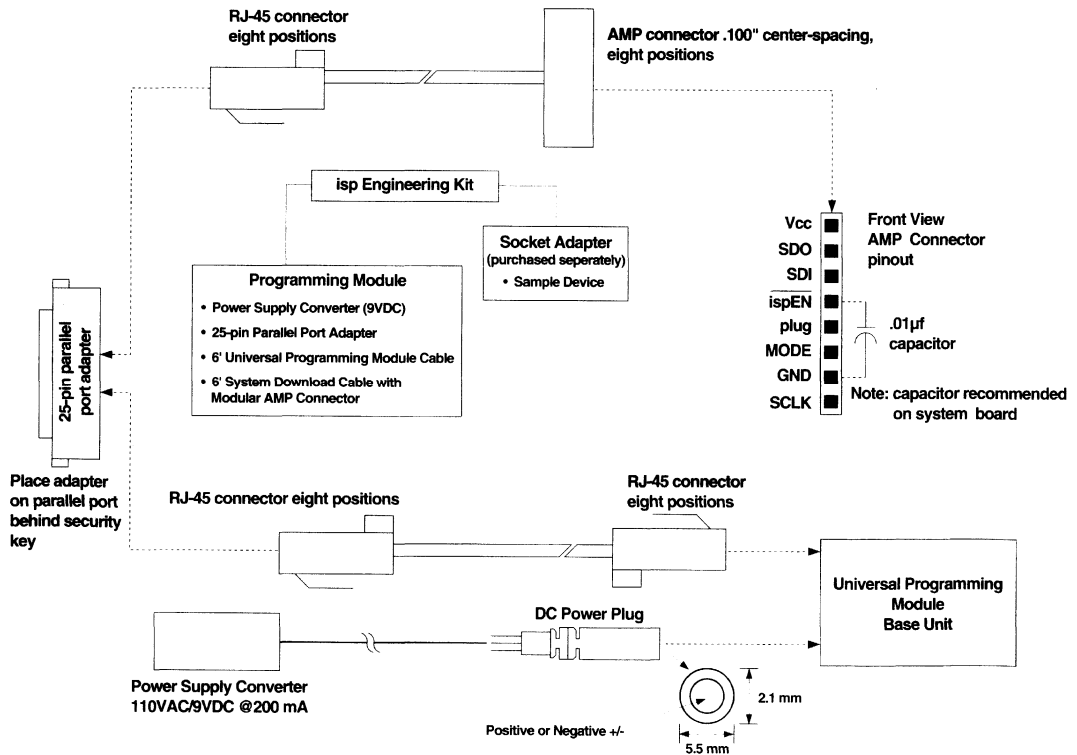 RJ-45 connector
eight positions
AMP connector .100" center-spacing,
eight positions
isp Engineering Kit
Socket Adapter
(purchased seperately)
• Sample Device
Programming Module
• Power Supply Converter (9VDC)
• 25-pin Parallel Port Adapter
• 6' Universal Programming Module Cable
• 6' System Download Cable with
Modular AMP Connector
Vcc
SDO
SDI
ispEN
plug
MODE
GND
SCLK
Front View
AMP Connector
pinout
.01µf
capacitor
Note: capacitor recommended
on system board
25-pin parallel
port adapter
Place adapter
on parallel port
behind security
key
RJ-45 connector eight positions
RJ-45 connector
eight positions
Universal Programming
Module
Base Unit
DC Power Plug
Power Supply Converter
110VAC/9VDC @200 mA
Positive or Negative +/-
2.1 mm
5.5 mm